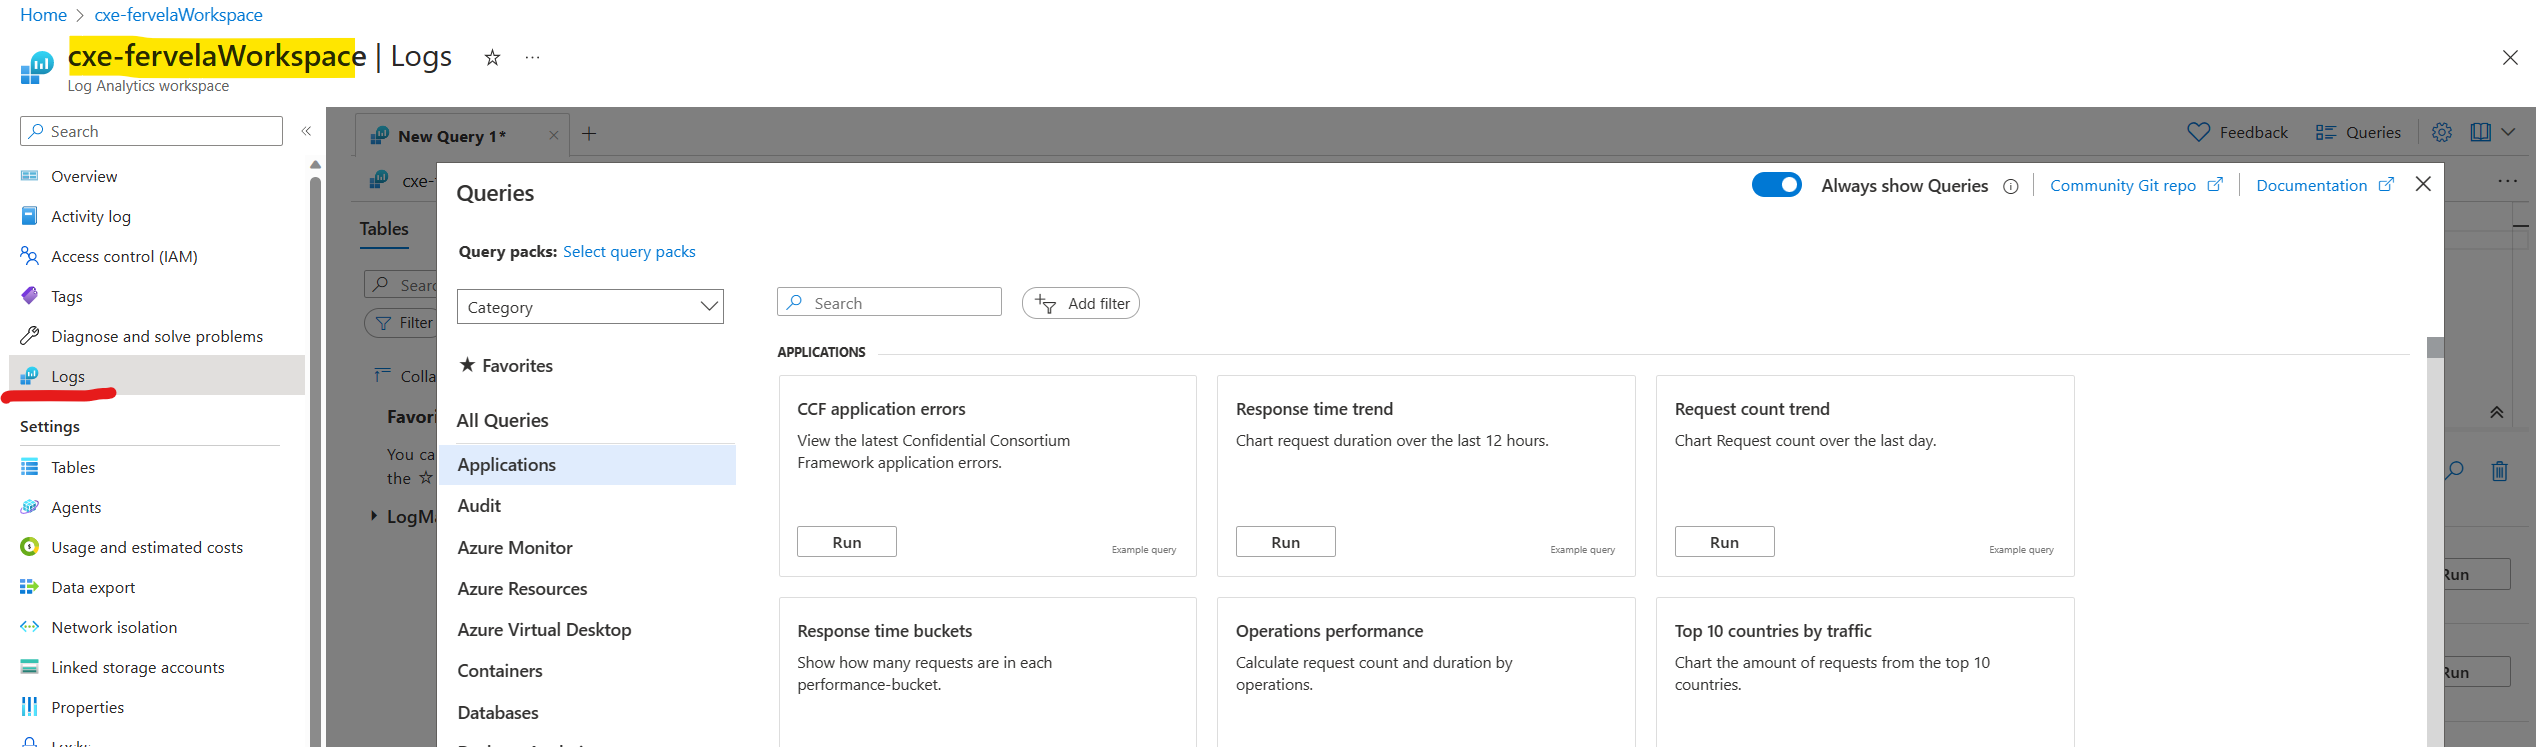 Home > cxe-fervelaWorkspace
cxe-fervelaWorkspace | Logs
Log Analytics workspace
Search
Overview
Activity log
Access control (IAM)
Tags
Diagnose and solve problems
Logs
Settings
Tables
Agents
Usage and estimated costs
Data export
Network isolation
Linked storage accounts
Properties
New Query 1*
Feedback
Queries
cxe-
Tables
Filter
Favori
You ca
the
Queries
Always show Queries
Community Git repo
Documentation
Query packs: Select query packs
Category
Search
Add filter
Favorites
All Queries
Applications
Audit
Azure Monitor
Azure Resources
Azure Virtual Desktop
Containers
Databases
APPLICATIONS
CCF application errors
View the latest Confidential Consortium
Framework application errors.
Run
Example query
Response time trend
Chart request duration over the last 12 hours.
Run
Example query
Request count trend
Chart Request count over the last day.
Run
Example query
Response time buckets
Show how many requests are in each
performance-bucket.
Operations performance
Calculate request count and duration by
operations.
Top 10 countries by traffic
Chart the amount of requests from the top 10
countries.
Run
Run